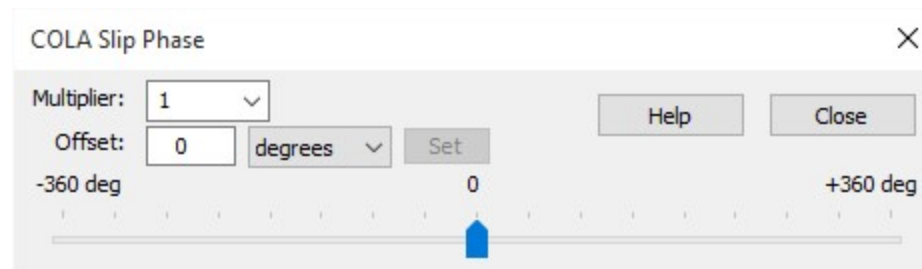 COLA Slip Phase
Multiplier: 1 Help Close
Offset: 0 degrees Set
-360 deg 0 +360 deg